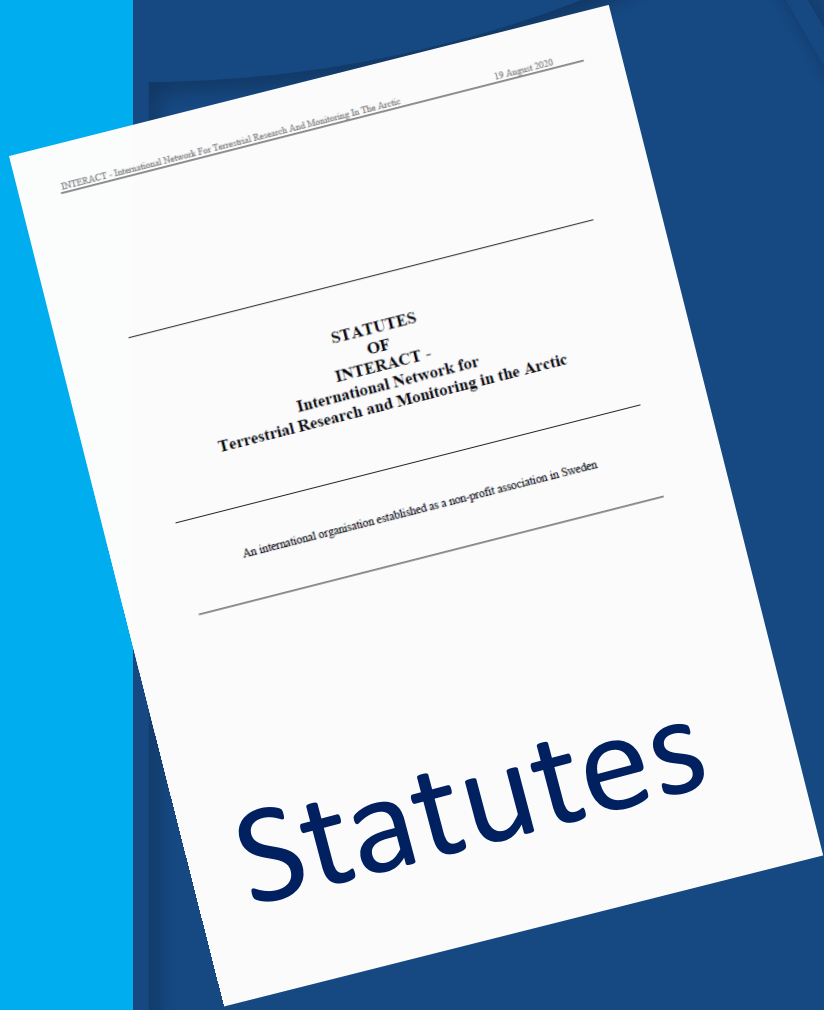 INTERACT - International Network For Terrestrial Research And Monitoring In The Arctic
19 August 2020
STATUTES
OF
INTERACT -
International Network for
Terrestrial Research and Monitoring in the Arctic
An international organisation established as a non-profit association in Sweden
Statutes